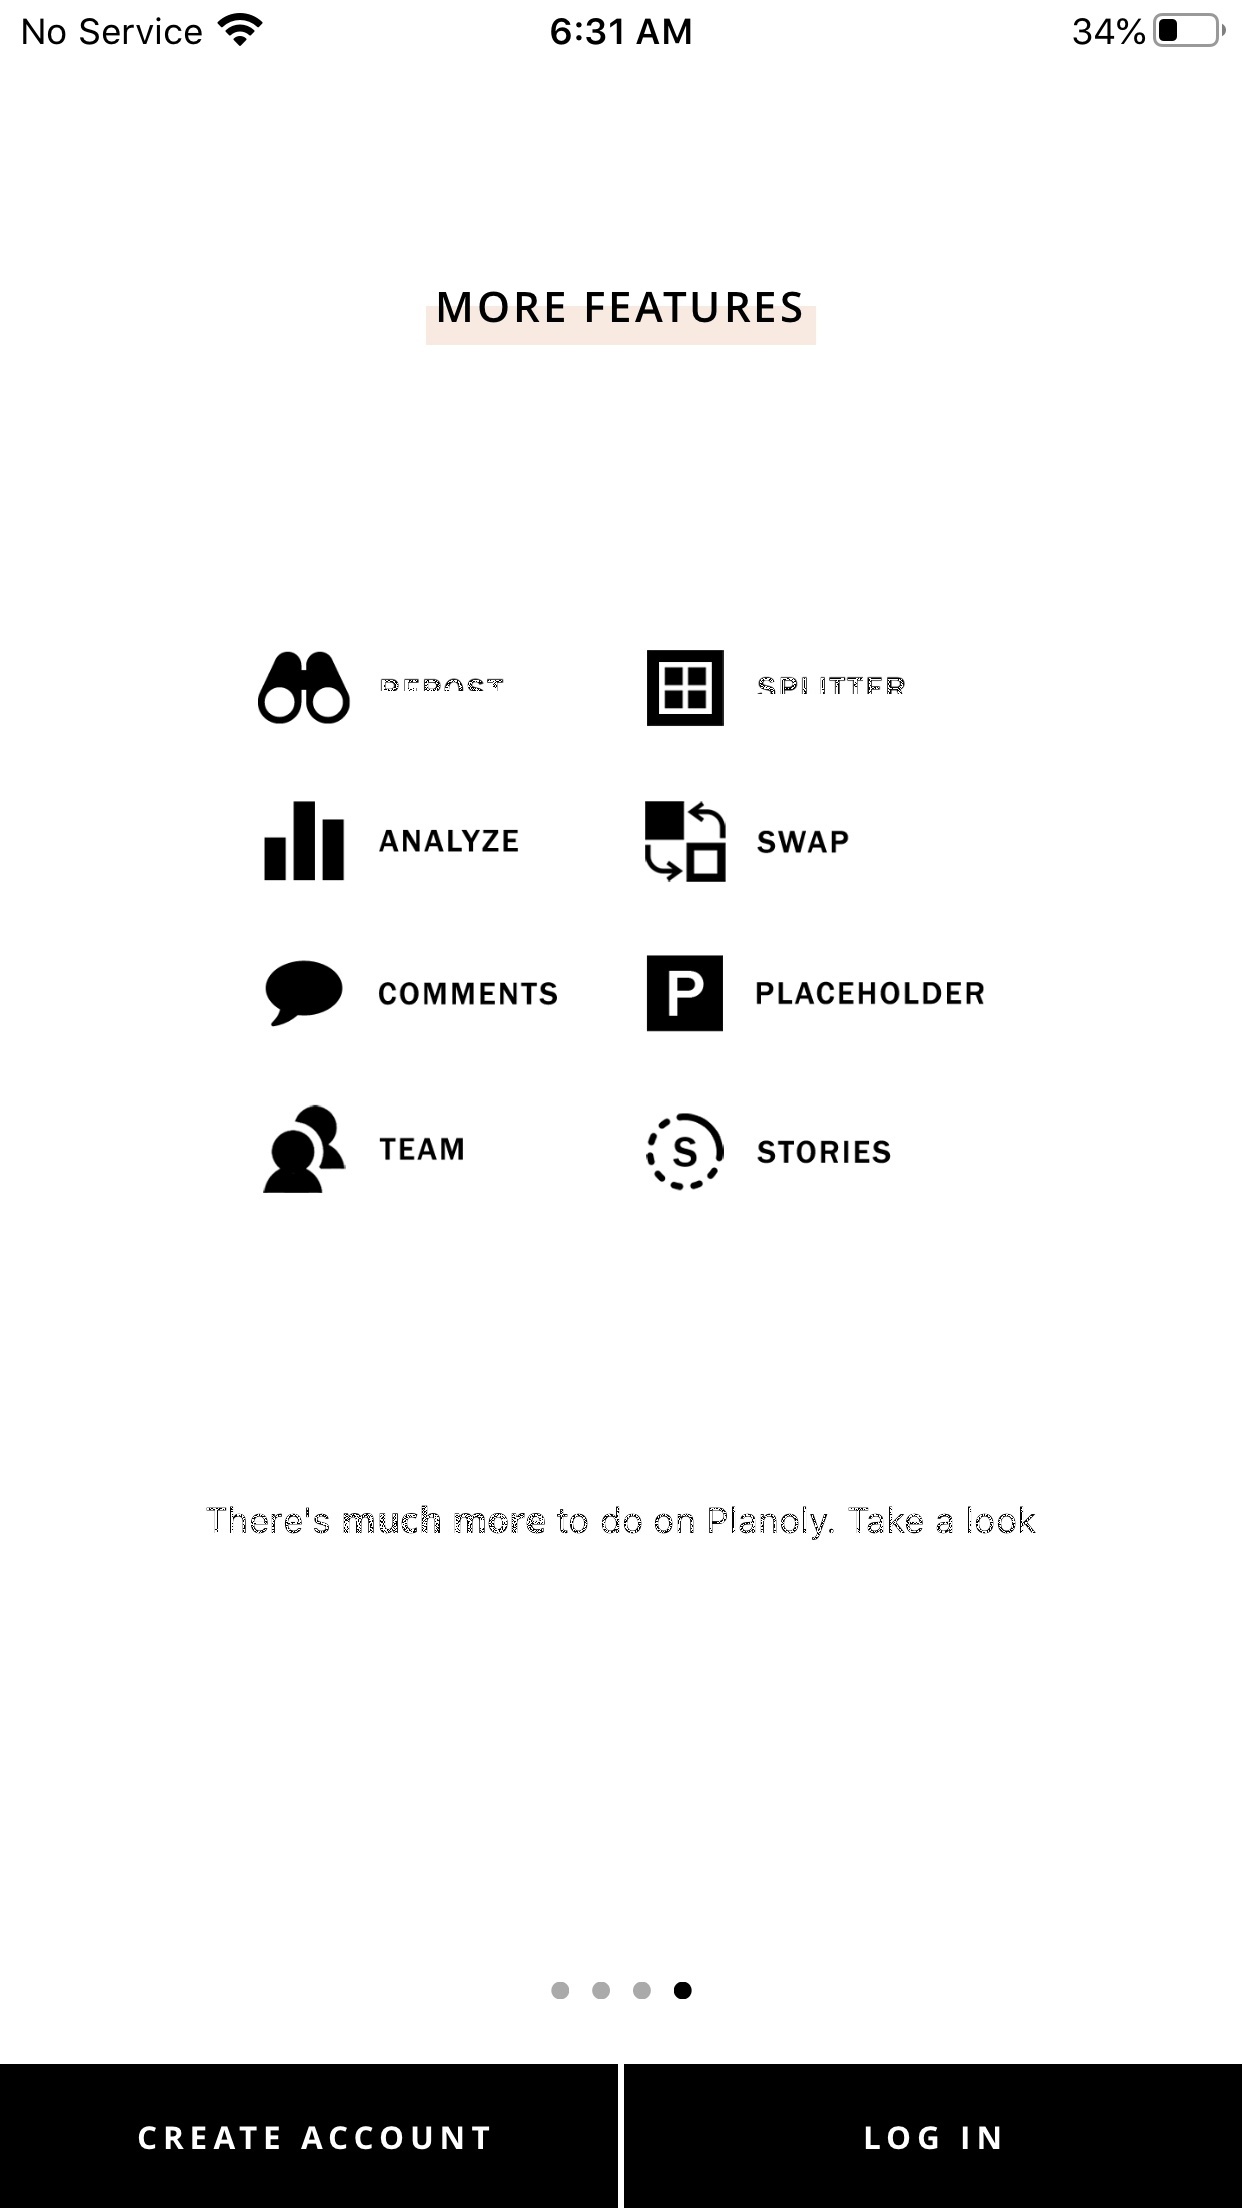 No Service 6:31 AM 34%
MORE FEATURES
REPOST SPLITTER
ANALYZE SWAP
COMMENTS P PLACEHOLDER
TEAM S STORIES
There's much more to do on Planoly. Take a look
CREATE ACCOUNT LOG IN